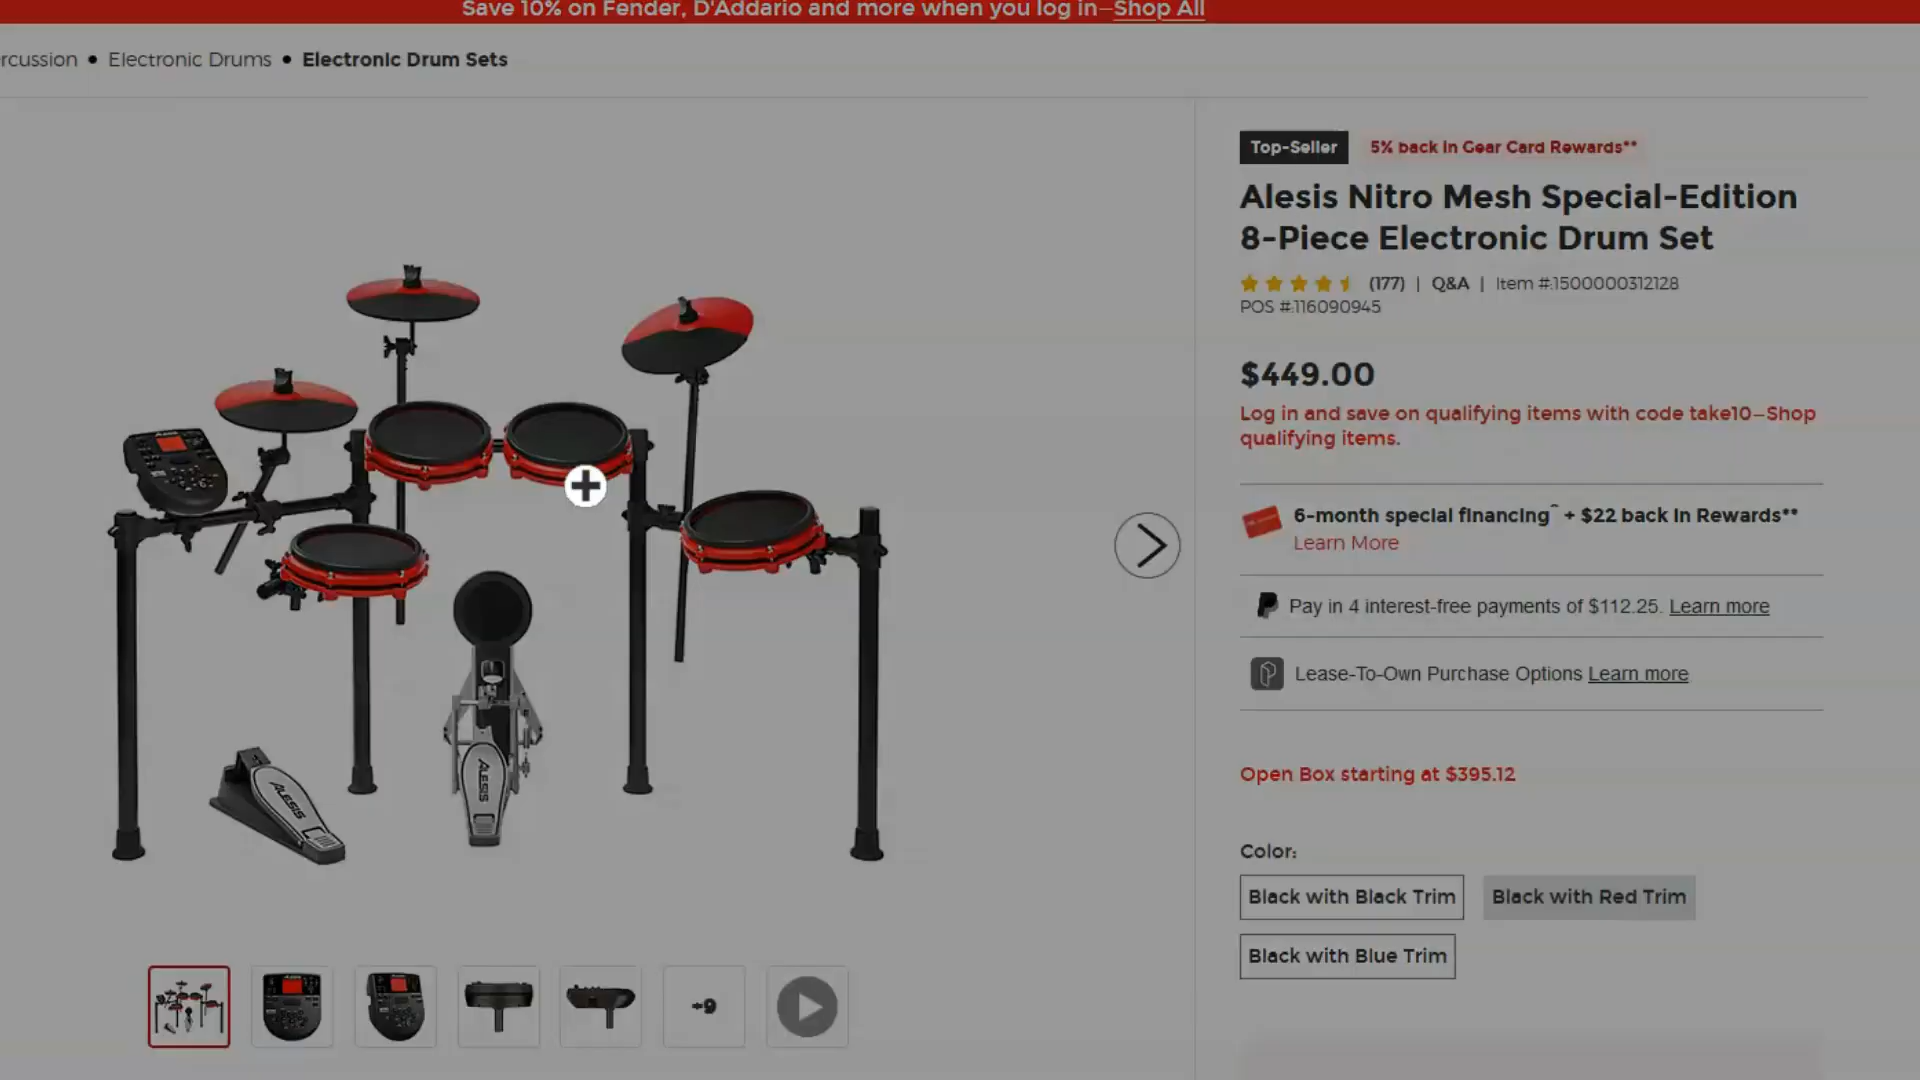 Save 10% on Fender, D'Addario and more when you log in–Shop All
rcussion • Electronic Drums • Electronic Drum Sets
Top-Seller
5% back in Gear Card Rewards**
Alesis Nitro Mesh Special-Edition
8-Piece Electronic Drum Set
(177) | Q&A | Item #:1500000312128
POS #:116090945
$449.00
Log in and save on qualifying items with code take10–Shop
qualifying items.
6-month special financing^ + $22 back in Rewards**
Learn More
Pay in 4 interest-free payments of $112.25. Learn more
Lease-To-Own Purchase Options Learn more
Open Box starting at $395.12
Color:
Black with Black Trim
Black with Red Trim
Black with Blue Trim
ALESIS
ALESIS